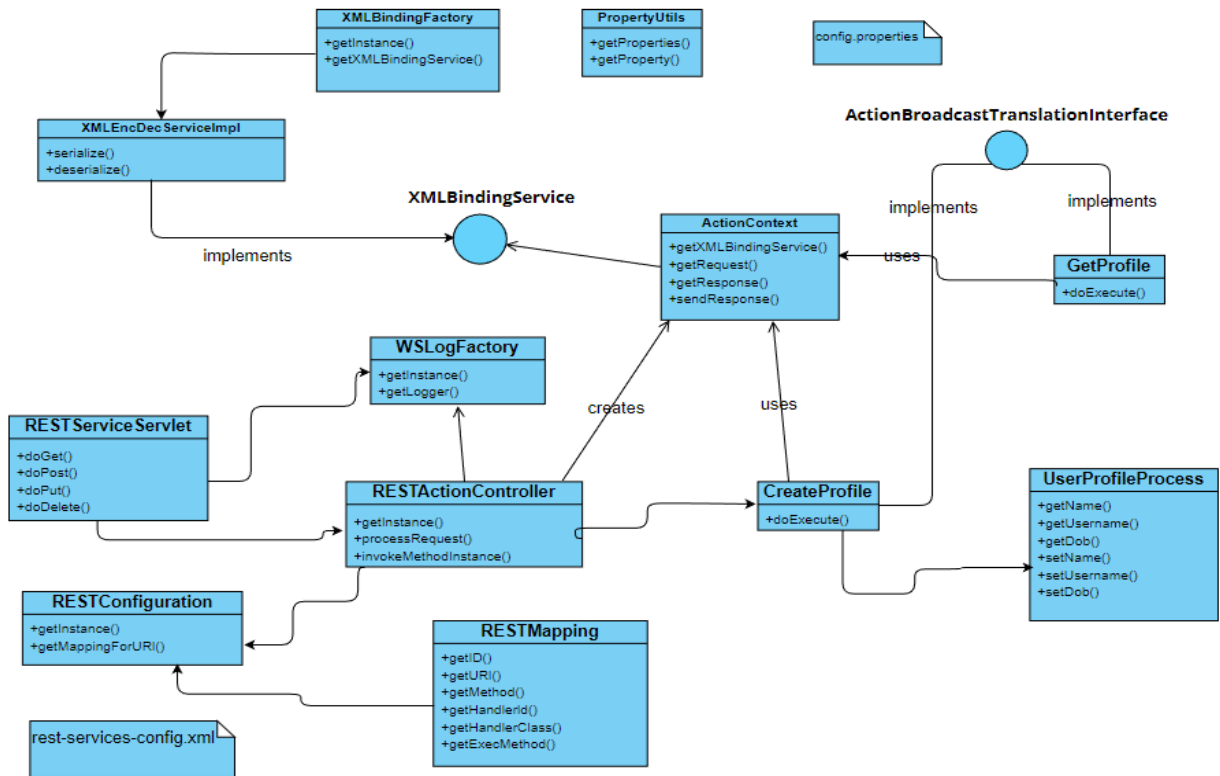 XMLBindingFactory
+getInstance()
+getXMLBindingService()
PropertyUtils
+getProperties()
+getProperty()
config.properties
XMLEncDecServiceImpl
+serialize()
+deserialize()
ActionBroadcastTranslationInterface
XMLBindingService
implements
ActionContext
+getXMLBindingService()
+getRequest()
+getResponse()
+sendResponse()
implements
implements
uses
GetProfile
+doExecute()
WSLogFactory
+getInstance()
+getLogger()
creates
uses
RESTServiceServlet
+doGet()
+doPost()
+doPut()
+doDelete()
RESTActionController
+getInstance()
+processRequest()
+invokeMethodInstance()
CreateProfile
+doExecute()
UserProfileProcess
+getName()
+getUsername()
+getDob()
+setName()
+setUsername()
+setDob()
RESTConfiguration
+getInstance()
+getMappingForURI()
RESTMapping
+getID()
+getURI()
+getMethod()
+getHandlerId()
+getHandlerClass()
+getExecMethod()
rest-services-config.xml